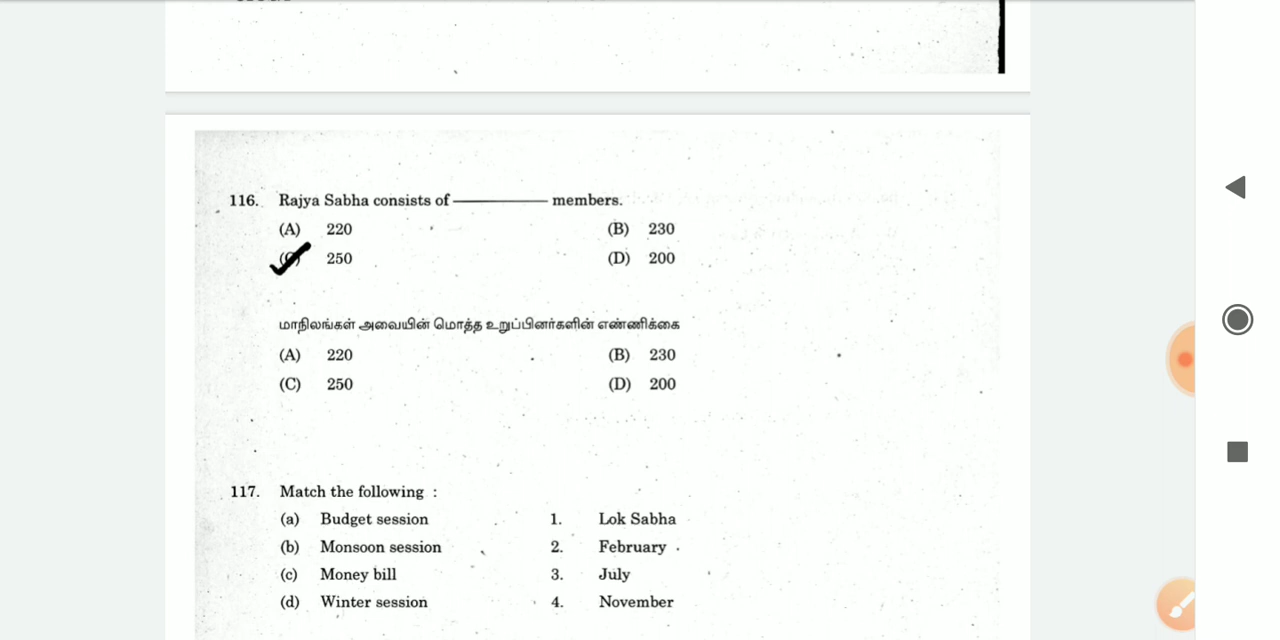 116. Rajya Sabha consists of ———— members.
(A) 220 (B) 230
(C) 250 (D) 200
மாநிலங்கள் அவையின் மொத்த உறுப்பினர்களின் எண்ணிக்கை
(A) 220 (B) 230
(C) 250 (D) 200
117. Match the following :
(a) Budget session 1. Lok Sabha
(b) Monsoon session 2. February
(c) Money bill 3. July
(d) Winter session 4. November